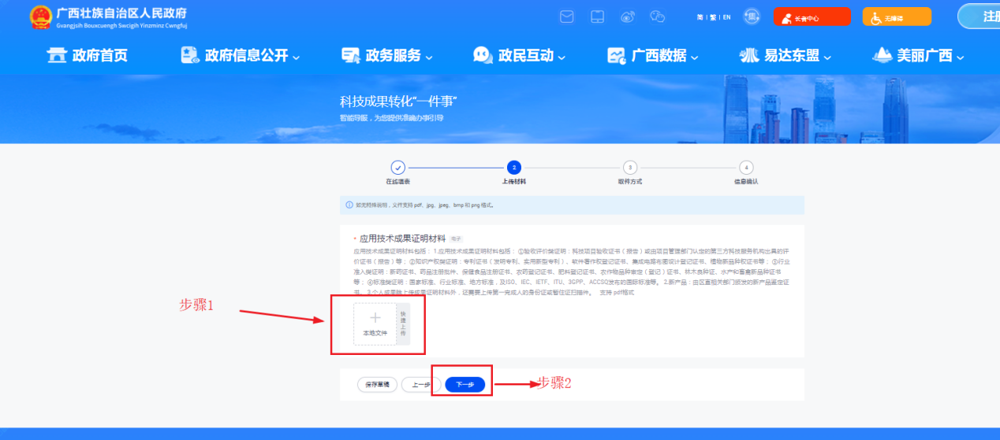 广西壮族自治区人民政府
Gvangjsih Bouxcuengh Swcigih Yinzminz Cwngfuj
简 | 繁 | EN
长者中心
无障碍
注册
政府首页
政府信息公开
政务服务
政民互动
广西数据
易达东盟
美丽广西
科技成果转化“一件事”
智能导服，为您提供准确办事引导
2
3
4
在线填表
上传材料
取件方式
信息确认
如无特殊说明，文件支持 pdf、jpg、jpeg、bmp 和 png 格式。
* 应用技术成果证明材料 电子
应用技术成果证明材料包括： 1.应用技术成果证明材料包括： ①验收评价类证明：科技项目验收证书（报告）或由项目管理部门认定的第三方科技服务机构出具的评
价证书（报告）等； ②知识产权类证明：专利证书（发明专利、实用新型专利）、软件著作权登记证书、集成电路布图设计登记证书、植物新品种权证书等； ③行业
准入类证明：新药证书、药品注册批件、保健食品注册证书、农药登记证书、肥料登记证书、农作物品种审定（登记）证书、林木良种证、水产和畜禽新品种证书
等； ④标准类证明：国家标准、行业标准、地方标准，及ISO、IEC、IETF、ITU、3GPP、ACCSQ发布的国际标准等。 2.新产品：由区直相关部门颁发的新产品鉴定证
书。 3.个人成果除上传成果证明材料外，还需要上传第一完成人的身份证或暂住证扫描件。 支持 pdf格式
步骤1
本地文件
快捷上传
保存草稿
上一步
下一步
步骤2